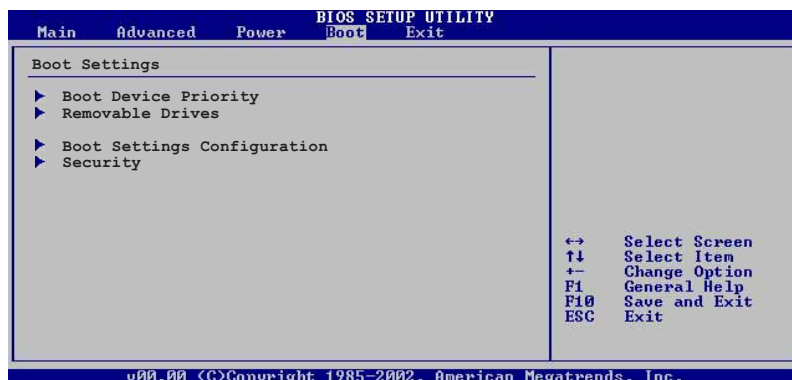 BIOS SETUP UTILITY
Main Advanced Power Boot Exit
Boot Settings
Boot Device Priority
Removable Drives
Boot Settings Configuration
Security
←→ Select Screen
↑↓ Select Item
+- Change Option
F1 General Help
F10 Save and Exit
ESC Exit
v00.00 (C)Copyright 1985-2002, American Megatrends, Inc.